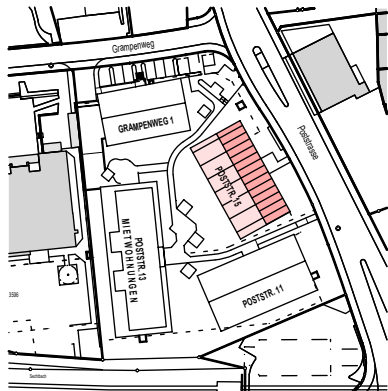 Grampenweg
GRAMPENWEG 1
Poststrasse
POSTSTR. 15
POSTSTR. 13
MIETWOHNUNGEN
POSTSTR. 11
3586